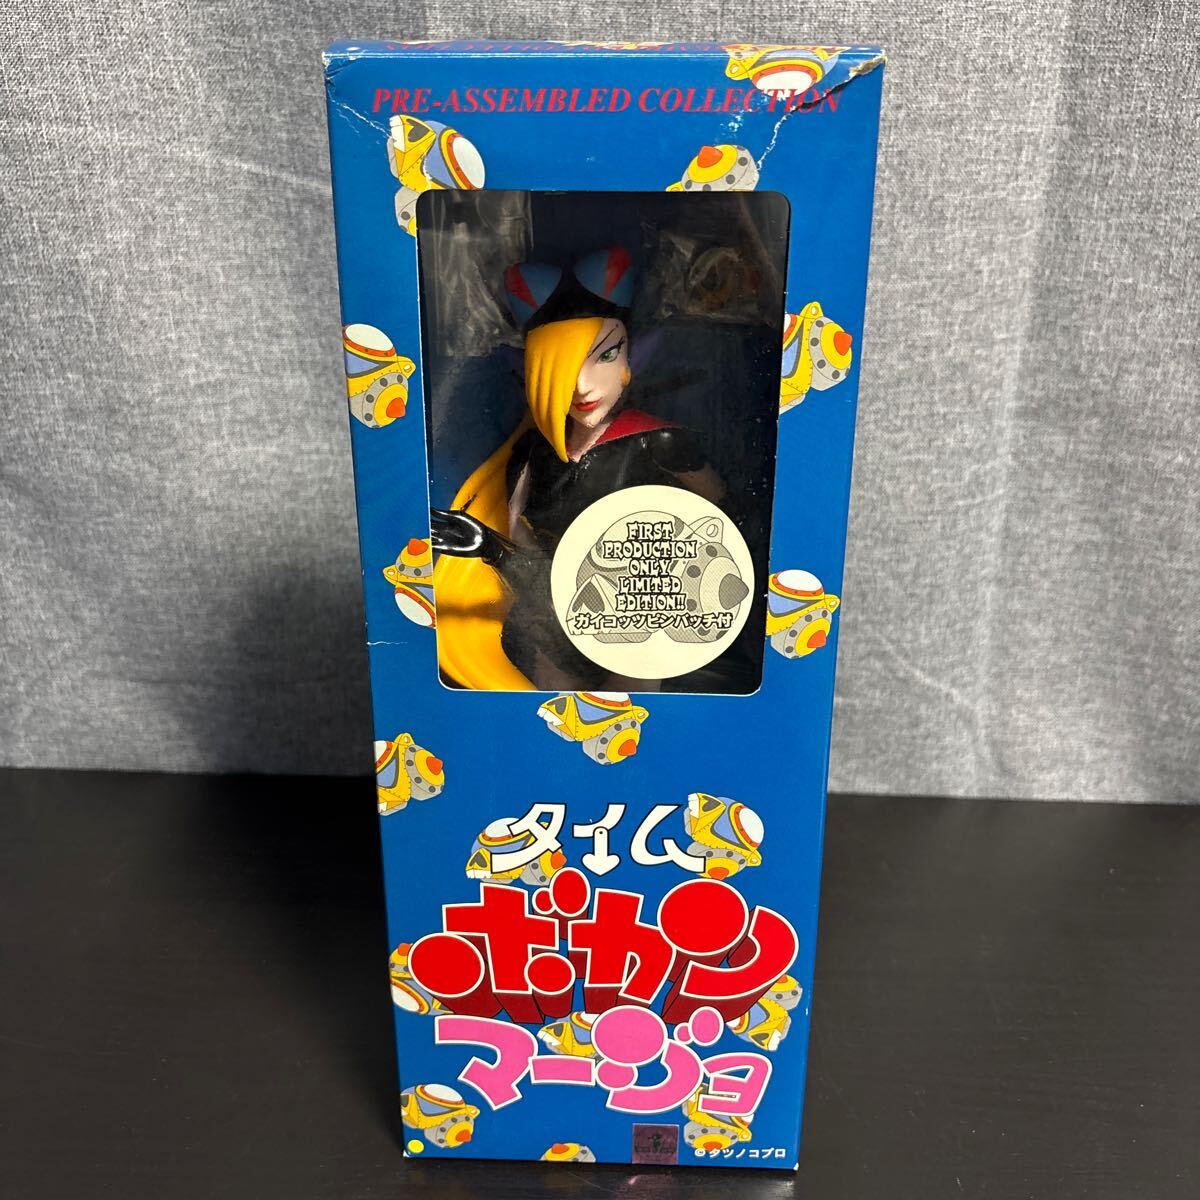 PRE-ASSEMBLED COLLECTION
FIRST
PRODUCTION
ONLY
LIMITED
EDITION!!
ガイコッツピンバッチ付
タイム
ボカン
マージョ
©タツノコプロ